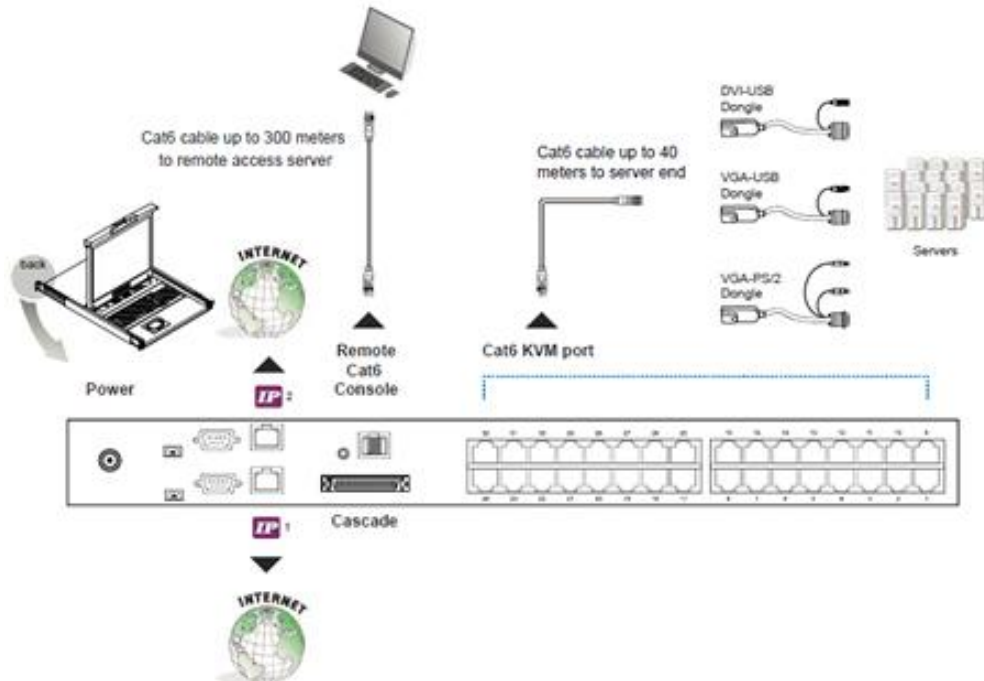 Cat6 cable up to 300 meters
to remote access server
Cat6 cable up to 40
meters to server end
DVI-USB
Dongle
VGA-USB
Dongle
VGA-PS/2
Dongle
Servers
back
INTERNET
Power
Remote
Cat6
Console
Cat6 KVM port
IP 2
IP 1
Cascade
INTERNET